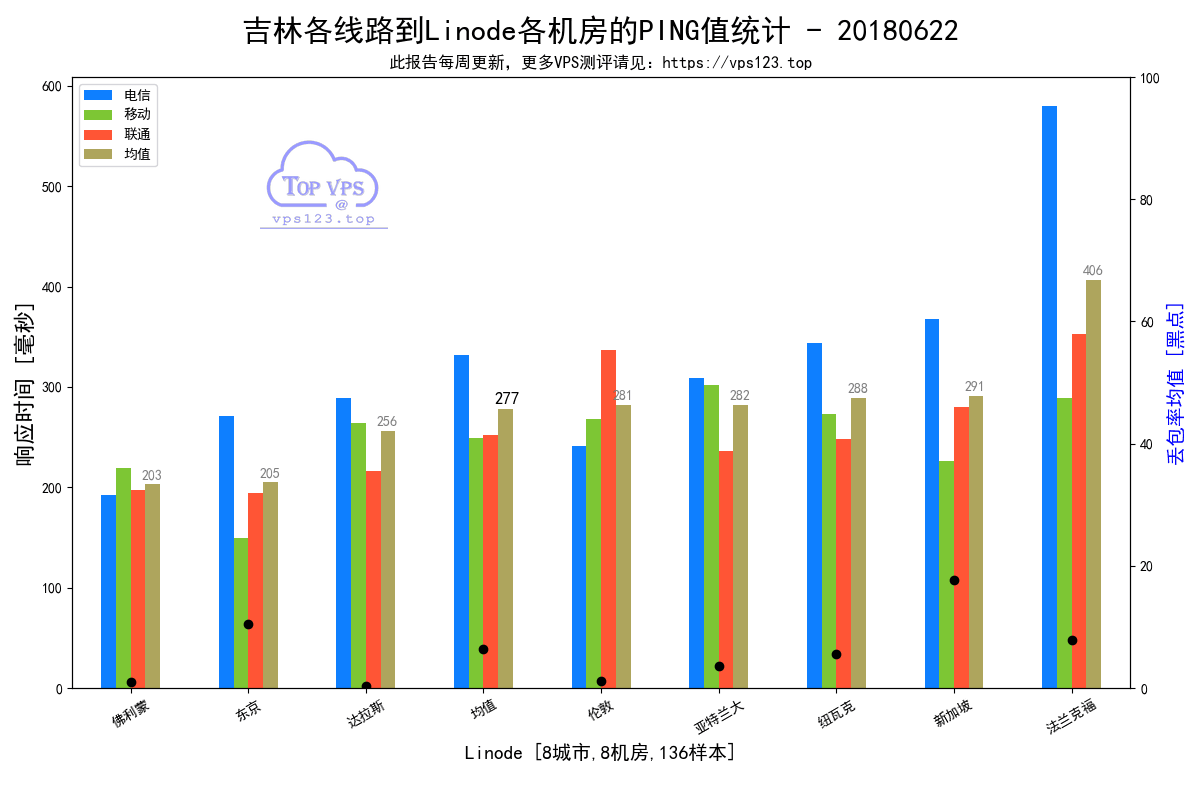 吉林各线路到Linode各机房的PING值统计 - 20180622
此报告每周更新，更多VPS测评请见：https://vps123.top
电信
移动
联通
均值
TOP VPS
@
vps123.top
响应时间 [毫秒]
600
500
400
300
200
100
0
203
205
256
277
281
282
288
291
406
100
80
60
40
20
0
丢包率均值 [黑点]
佛利蒙
东京
达拉斯
均值
伦敦
亚特兰大
纽瓦克
新加坡
法兰克福
Linode [8城市,8机房,136样本]